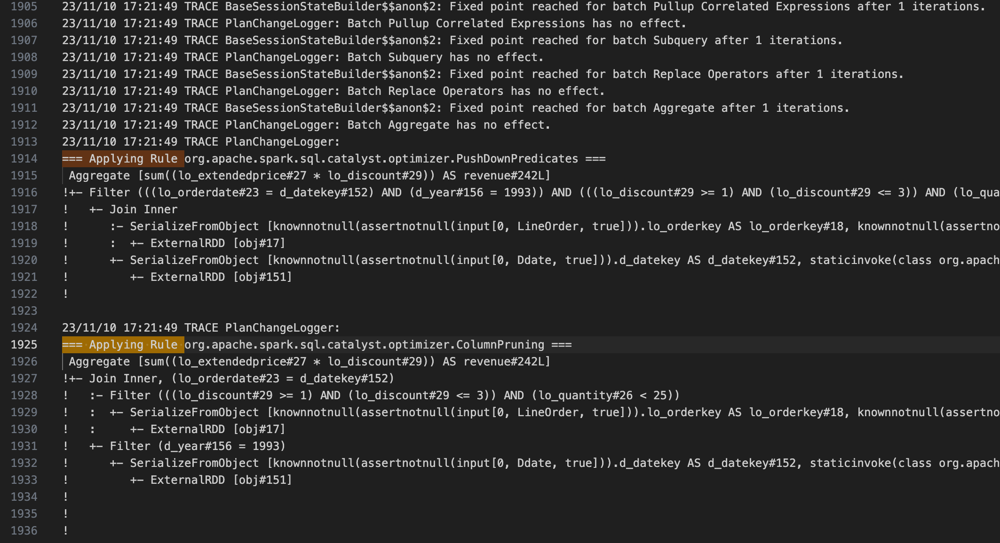 1905 23/11/10 17:21:49 TRACE BaseSessionStateBuilder$$anon$2: Fixed point reached for batch Pullup Correlated Expressions after 1 iterations.
1906 23/11/10 17:21:49 TRACE PlanChangeLogger: Batch Pullup Correlated Expressions has no effect.
1907 23/11/10 17:21:49 TRACE BaseSessionStateBuilder$$anon$2: Fixed point reached for batch Subquery after 1 iterations.
1908 23/11/10 17:21:49 TRACE PlanChangeLogger: Batch Subquery has no effect.
1909 23/11/10 17:21:49 TRACE BaseSessionStateBuilder$$anon$2: Fixed point reached for batch Replace Operators after 1 iterations.
1910 23/11/10 17:21:49 TRACE PlanChangeLogger: Batch Replace Operators has no effect.
1911 23/11/10 17:21:49 TRACE BaseSessionStateBuilder$$anon$2: Fixed point reached for batch Aggregate after 1 iterations.
1912 23/11/10 17:21:49 TRACE PlanChangeLogger: Batch Aggregate has no effect.
1913 23/11/10 17:21:49 TRACE PlanChangeLogger:
1914 === Applying Rule org.apache.spark.sql.catalyst.optimizer.PushDownPredicates ===
1915  Aggregate [sum((lo_extendedprice#27 * lo_discount#29)) AS revenue#242L]
1916 !+- Filter (((lo_orderdate#23 = d_datekey#152) AND (d_year#156 = 1993)) AND (((lo_discount#29 >= 1) AND (lo_discount#29 <= 3)) AND (lo_qua
1917 !   +- Join Inner
1918 !      :- SerializeFromObject [knownnotnull(assertnotnull(input[0, LineOrder, true])).lo_orderkey AS lo_orderkey#18, knownnotnull(assertno
1919 !      :  +- ExternalRDD [obj#17]
1920 !      +- SerializeFromObject [knownnotnull(assertnotnull(input[0, Ddate, true])).d_datekey AS d_datekey#152, staticinvoke(class org.apach
1921 !         +- ExternalRDD [obj#151]
1922 !
1923
1924 23/11/10 17:21:49 TRACE PlanChangeLogger:
1925 === Applying Rule org.apache.spark.sql.catalyst.optimizer.ColumnPruning ===
1926  Aggregate [sum((lo_extendedprice#27 * lo_discount#29)) AS revenue#242L]
1927 !+- Join Inner, (lo_orderdate#23 = d_datekey#152)
1928 !   :- Filter (((lo_discount#29 >= 1) AND (lo_discount#29 <= 3)) AND (lo_quantity#26 < 25))
1929 !   :  +- SerializeFromObject [knownnotnull(assertnotnull(input[0, LineOrder, true])).lo_orderkey AS lo_orderkey#18, knownnotnull(assertno
1930 !   :     +- ExternalRDD [obj#17]
1931 !   +- Filter (d_year#156 = 1993)
1932 !      +- SerializeFromObject [knownnotnull(assertnotnull(input[0, Ddate, true])).d_datekey AS d_datekey#152, staticinvoke(class org.apach
1933 !         +- ExternalRDD [obj#151]
1934 !
1935 !
1936 !